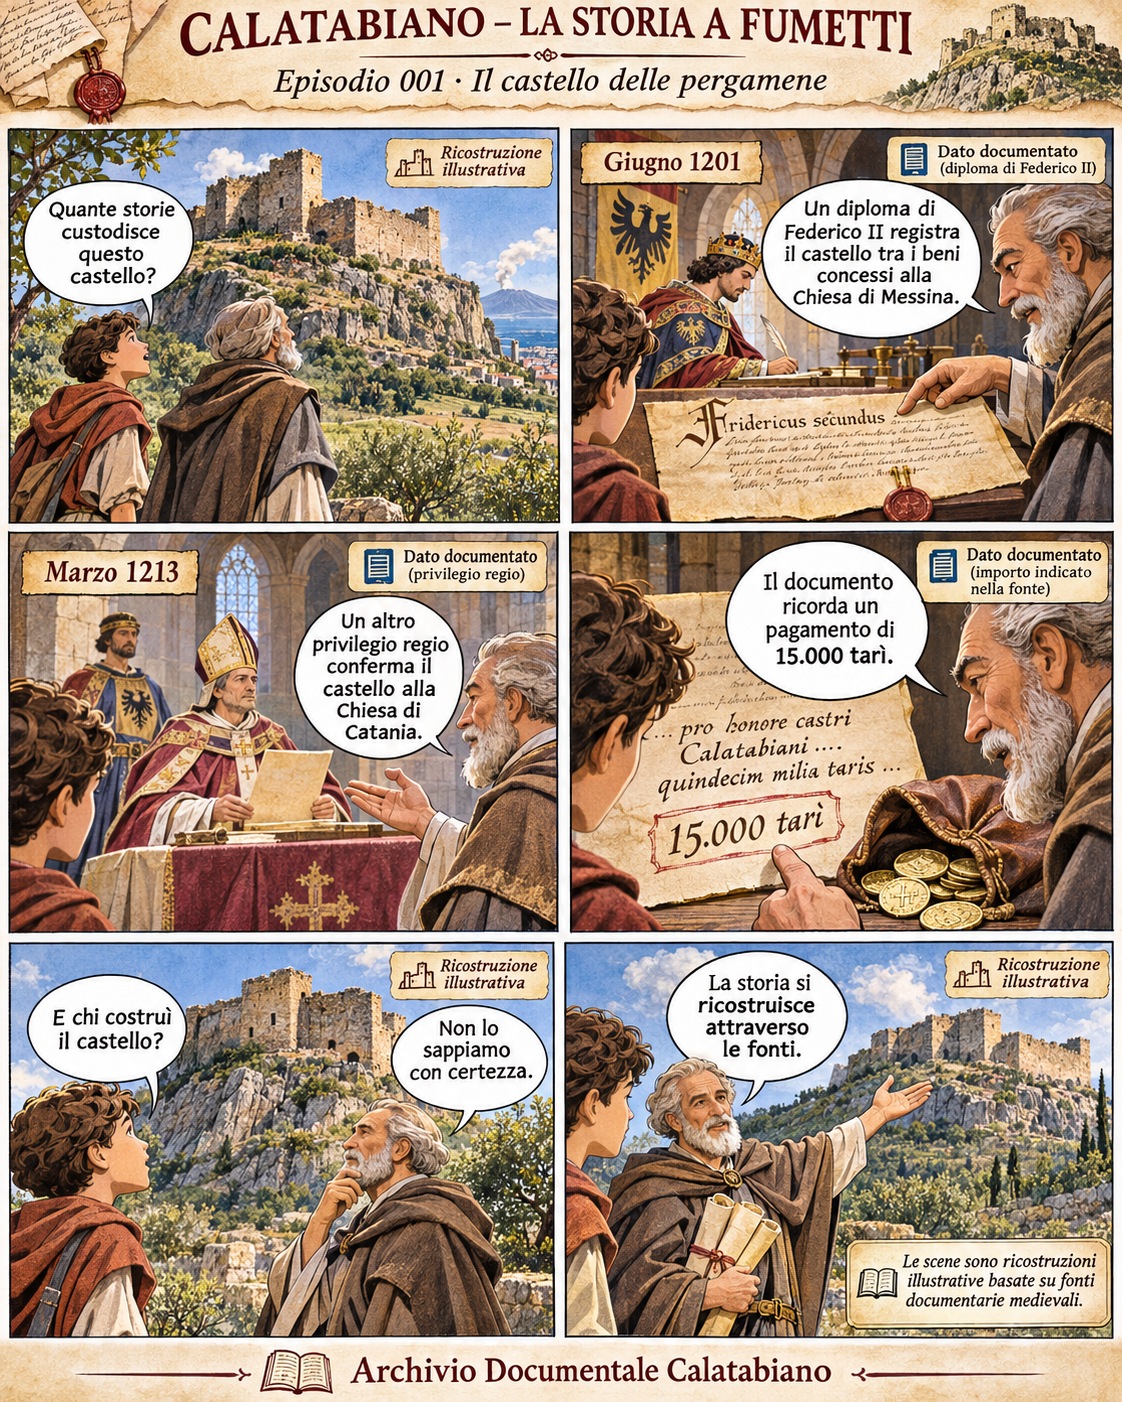 CALATABIANO – LA STORIA A FUMETTI
Episodio 001 · Il castello delle pergamene
Ricostruzione
illustrativa
Quante storie
custodisce
questo
castello?
Giugno 1201
Dato documentato
(diploma di Federico II)
Un diploma di
Federico II registra
il castello tra i beni
concessi alla
Chiesa di Messina.
Fridericus secundus
Marzo 1213
Dato documentato
(privilegio regio)
Un altro
privilegio regio
conferma il
castello alla
Chiesa di
Catania.
Dato documentato
(importo indicato
nella fonte)
Il documento
ricorda un
pagamento di
15.000 tarì.
... pro honore castri
Calatabiani ....
quindecim milia taris ...
15.000 tarì
Ricostruzione
illustrativa
E chi costruì
il castello?
Non lo
sappiamo
con certezza.
Ricostruzione
illustrativa
La storia si
ricostruisce
attraverso
le fonti.
Le scene sono ricostruzioni
illustrative basate su fonti
documentarie medievali.
Archivio Documentale Calatabiano